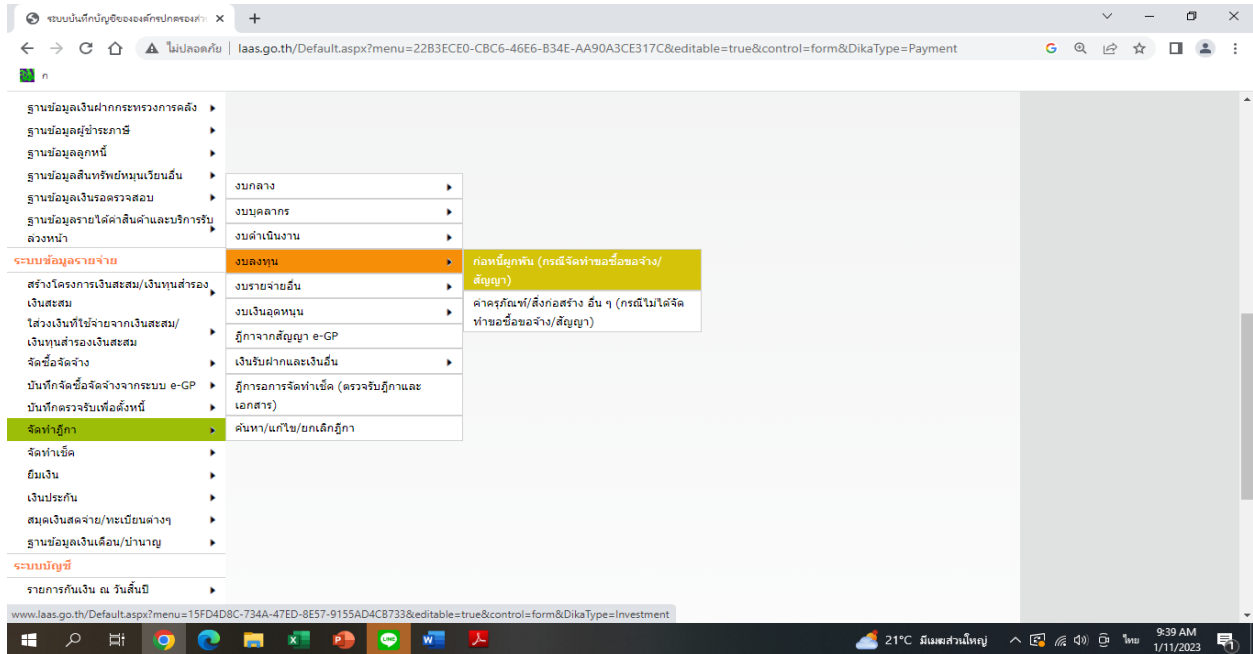 ระบบบันทึกบัญชีขององค์กรปกครองส่ว
ไม่ปลอดภัย | laas.go.th/Default.aspx?menu=22B3ECE0-CBC6-46E6-B34E-AA90A3CE317C&editable=true&control=form&DikaType=Payment
ก
ฐานข้อมูลเงินฝากกระทรวงการคลัง
ฐานข้อมูลผู้ชำระภาษี
ฐานข้อมูลลูกหนี้
ฐานข้อมูลสินทรัพย์หมุนเวียนอื่น
ฐานข้อมูลเงินรอตรวจสอบ
ฐานข้อมูลรายได้ค่าสินค้าและบริการรับ
ล่วงหน้า
ระบบข้อมูลรายจ่าย
สร้างโครงการเงินสะสม/เงินทุนสำรอง
เงินสะสม
ใส่วงเงินที่ใช้จ่ายจากเงินสะสม/
เงินทุนสำรองเงินสะสม
จัดซื้อจัดจ้าง
บันทึกจัดซื้อจัดจ้างจากระบบ e-GP
บันทึกตรวจรับเพื่อตั้งหนี้
จัดทำฎีกา
จัดทำเช็ค
ยืมเงิน
เงินประกัน
สมุดเงินสดจ่าย/ทะเบียนต่างๆ
ฐานข้อมูลเงินเดือน/บำนาญ
ระบบบัญชี
รายการกันเงิน ณ วันสิ้นปี
งบกลาง
งบบุคลากร
งบดำเนินงาน
งบลงทุน
งบรายจ่ายอื่น
งบเงินอุดหนุน
ฎีกาจากสัญญา e-GP
เงินรับฝากและเงินอื่น
ฎีการอการจัดทำเช็ค (ตรวจรับฎีกาและ
เอกสาร)
ค้นหา/แก้ไข/ยกเลิกฎีกา
ก่อหนี้ผูกพัน (กรณีจัดทำขอซื้อขอจ้าง/
สัญญา)
ค่าครุภัณฑ์/สิ่งก่อสร้าง อื่น ๆ (กรณีไม่ได้จัด
ทำขอซื้อขอจ้าง/สัญญา)
www.laas.go.th/Default.aspx?menu=15FD4D8C-734A-47ED-8E57-9155AD4CB733&editable=true&control=form&DikaType=Investment
21°C มีเมฆส่วนใหญ่
ไทย
9:39 AM
1/11/2023